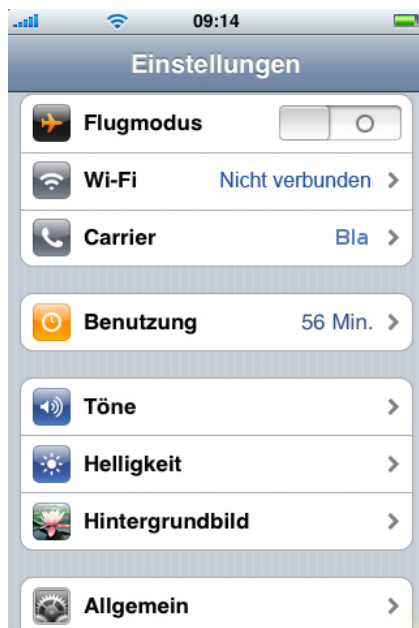 09:14
Einstellungen
Flugmodus
Wi-Fi Nicht verbunden
Carrier Bla
Benutzung 56 Min.
Töne
Helligkeit
Hintergrundbild
Allgemein